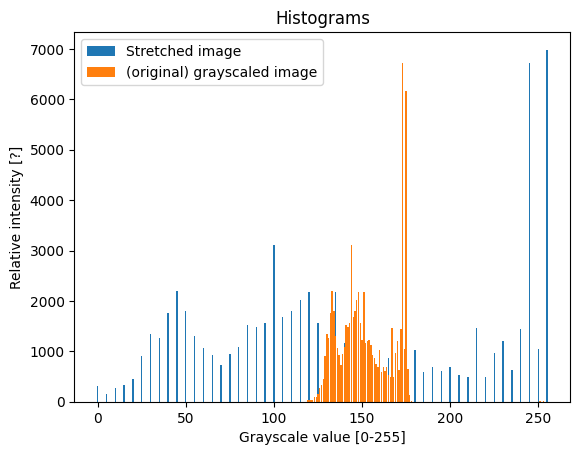 Histograms
Stretched image
(original) grayscaled image
Relative intensity [?]
7000
6000
5000
4000
3000
2000
1000
0
0 50 100 150 200 250
Grayscale value [0-255]